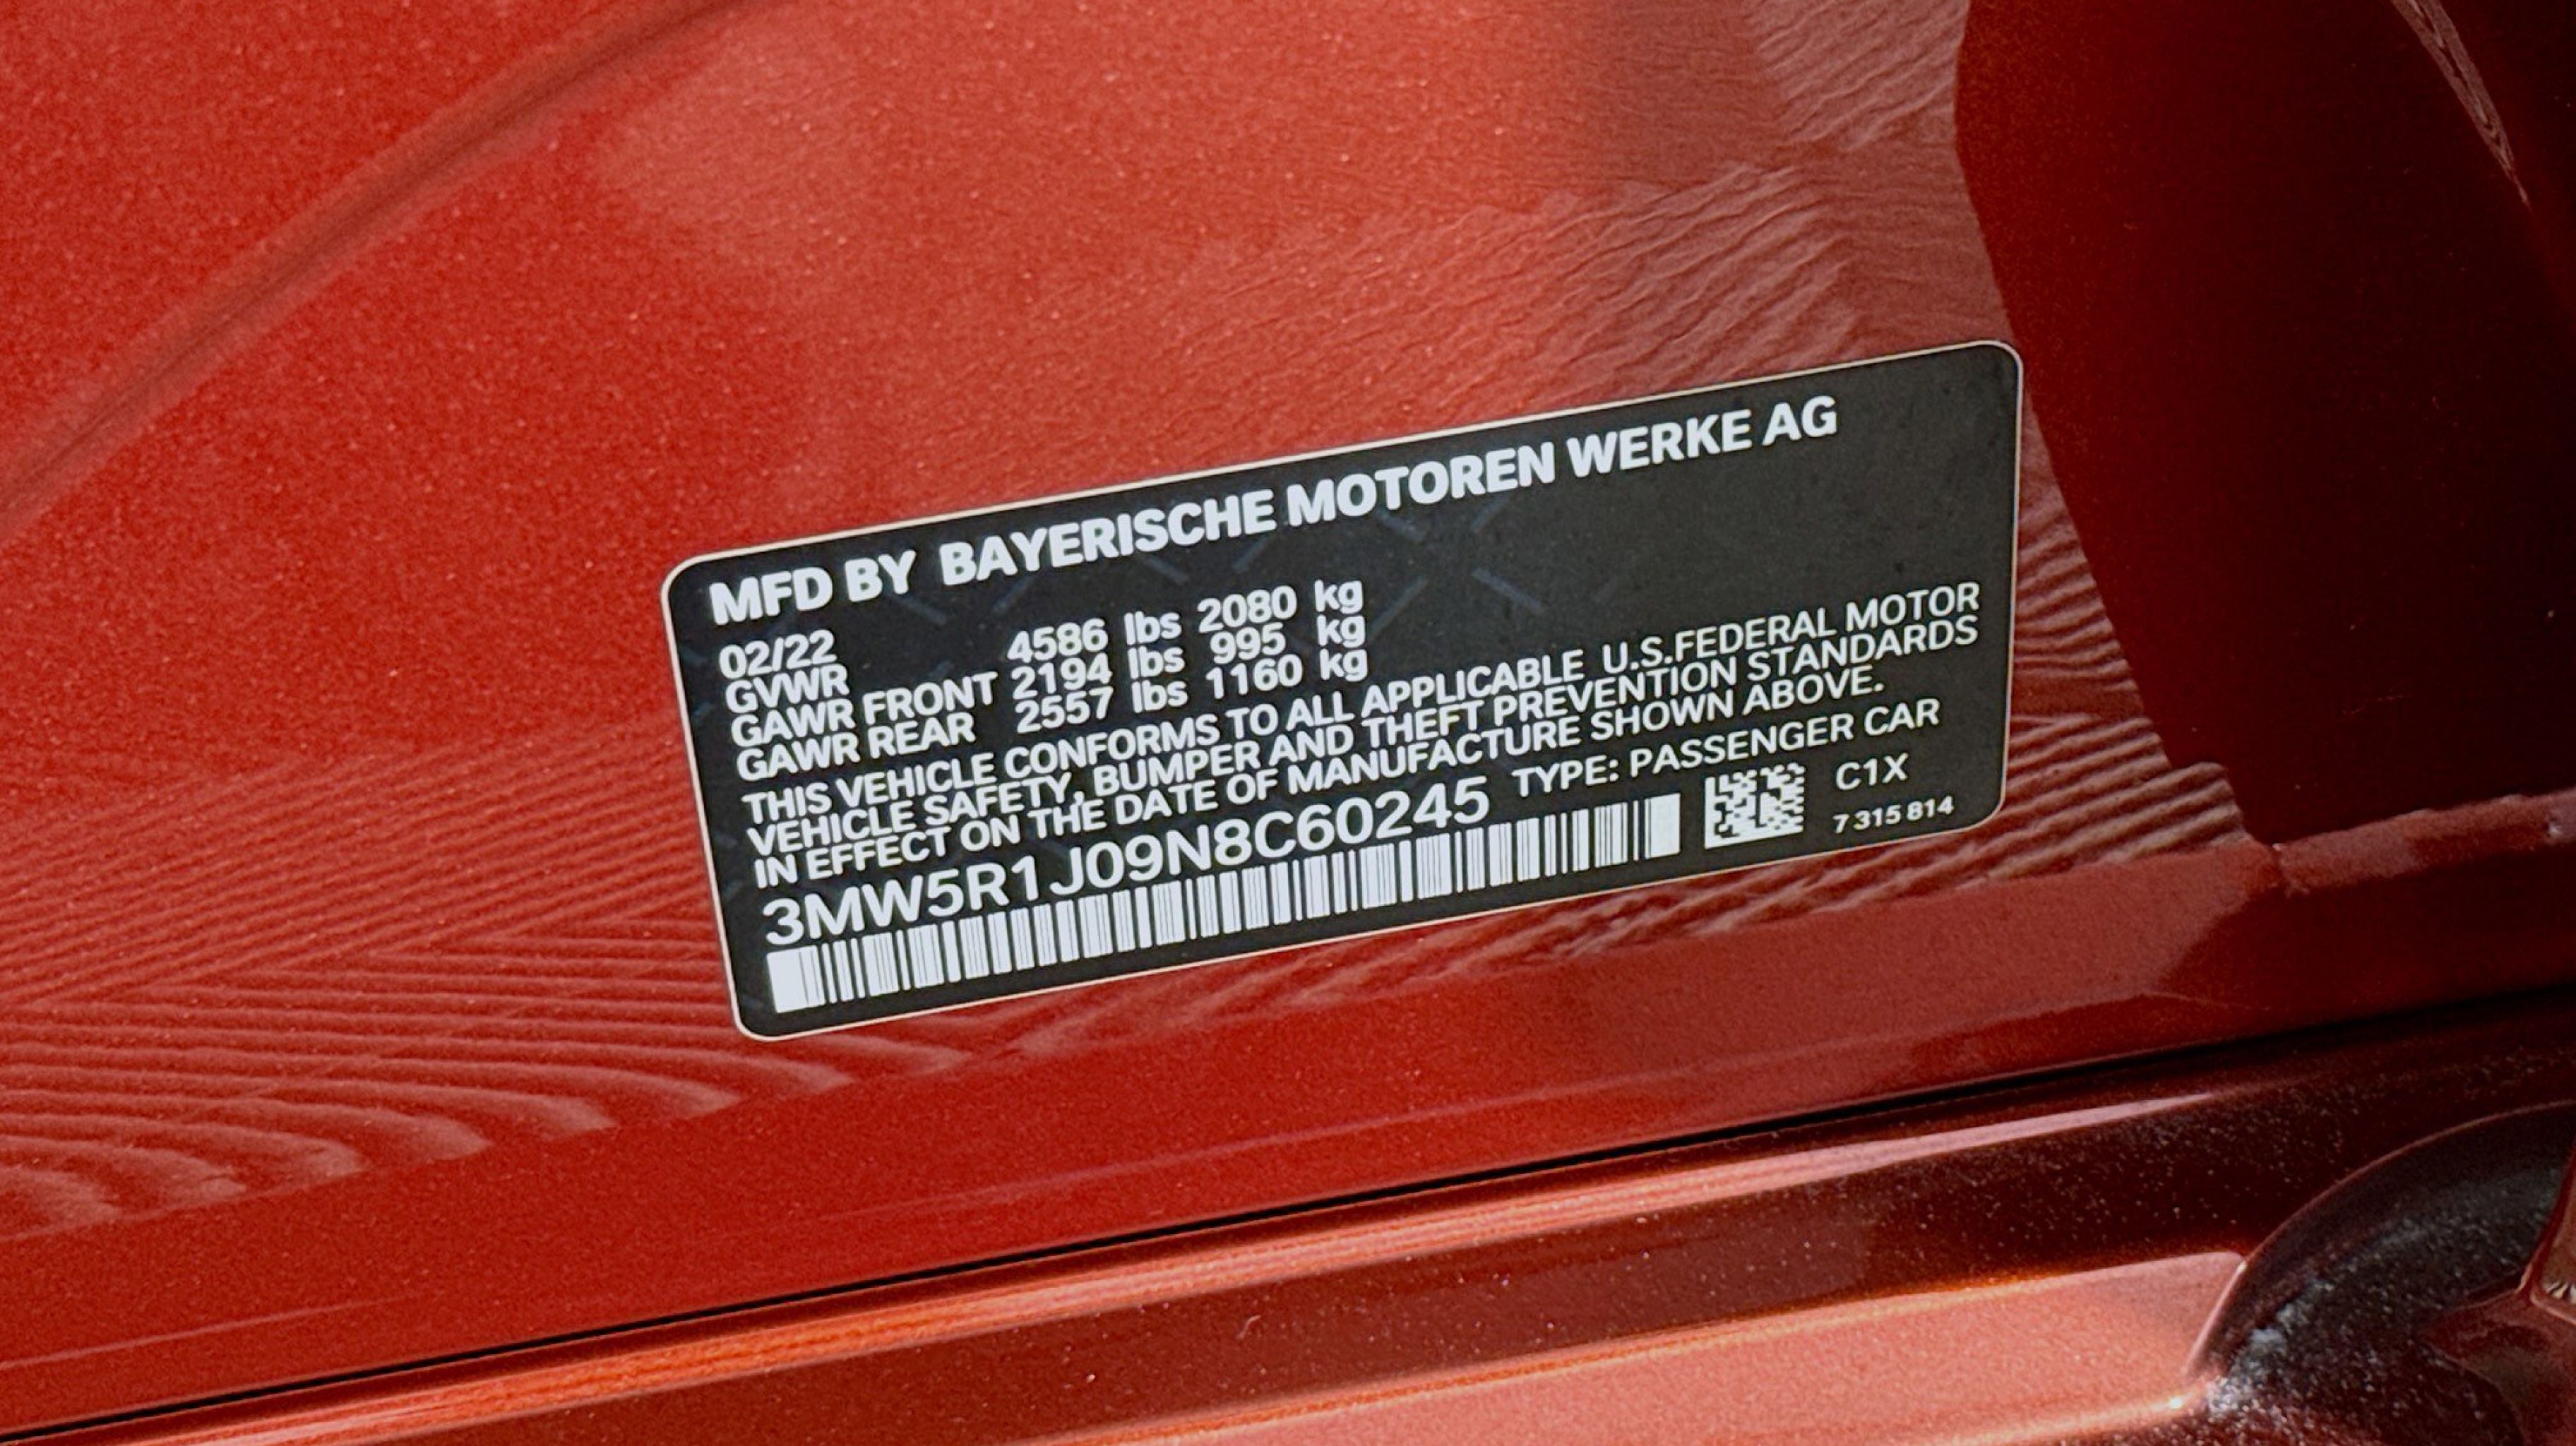 MFD BY BAYERISCHE MOTOREN WERKE AG
02/22
GVWR 4586 lbs 2080 kg
GAWR FRONT 2194 lbs 995 kg
GAWR REAR 2557 lbs 1160 kg
THIS VEHICLE CONFORMS TO ALL APPLICABLE U.S.FEDERAL MOTOR
VEHICLE SAFETY, BUMPER AND THEFT PREVENTION STANDARDS
IN EFFECT ON THE DATE OF MANUFACTURE SHOWN ABOVE.
3MW5R1J09N8C60245 TYPE: PASSENGER CAR
C1X
7 315 814